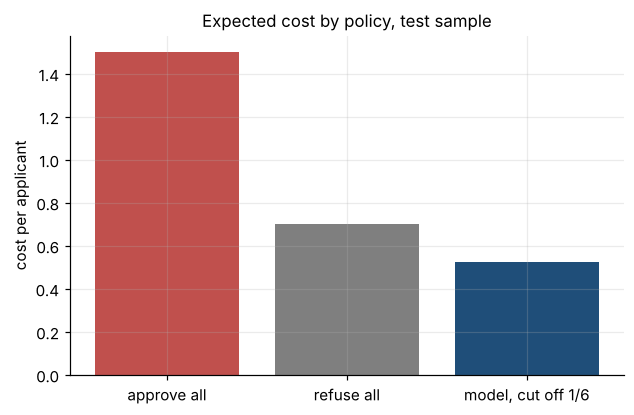 Expected cost by policy, test sample
cost per applicant
1.4
1.2
1.0
0.8
0.6
0.4
0.2
0.0
approve all
refuse all
model, cut off 1/6